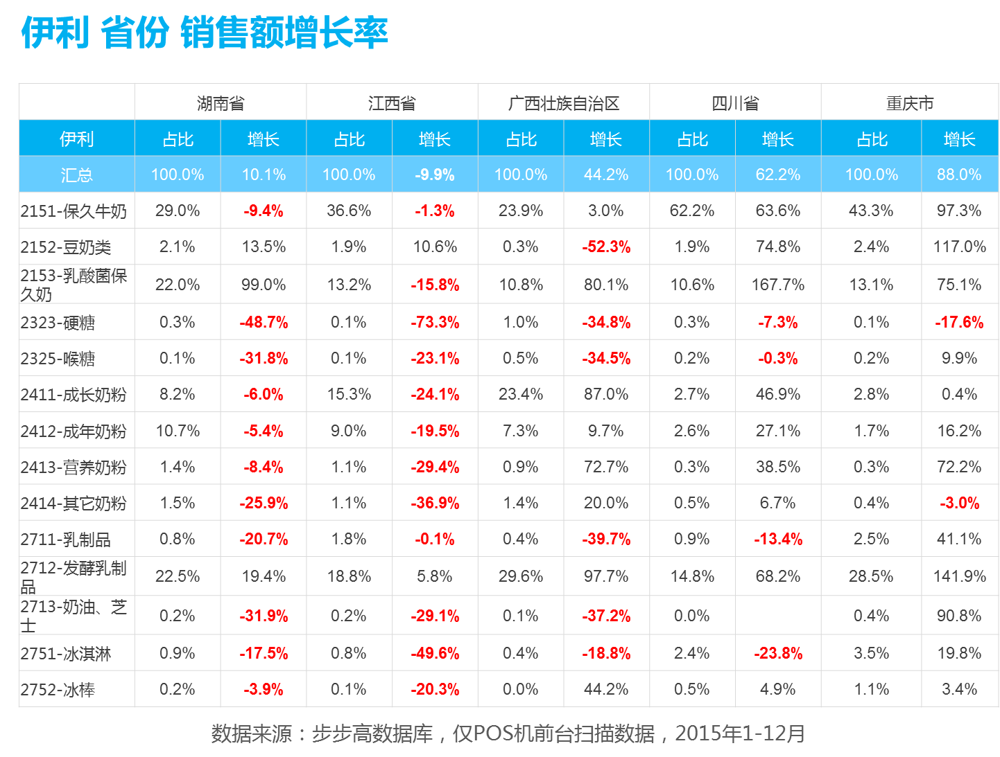 伊利 省份 销售额增长率
湖南省 江西省 广西壮族自治区 四川省 重庆市
伊利 占比 增长 占比 增长 占比 增长 占比 增长 占比 增长
汇总 100.0% 10.1% 100.0% -9.9% 100.0% 44.2% 100.0% 62.2% 100.0% 88.0%
2151-保久牛奶 29.0% -9.4% 36.6% -1.3% 23.9% 3.0% 62.2% 63.6% 43.3% 97.3%
2152-豆奶类 2.1% 13.5% 1.9% 10.6% 0.3% -52.3% 1.9% 74.8% 2.4% 117.0%
2153-乳酸菌保
久奶 22.0% 99.0% 13.2% -15.8% 10.8% 80.1% 10.6% 167.7% 13.1% 75.1%
2323-硬糖 0.3% -48.7% 0.1% -73.3% 1.0% -34.8% 0.3% -7.3% 0.1% -17.6%
2325-喉糖 0.1% -31.8% 0.1% -23.1% 0.5% -34.5% 0.2% -0.3% 0.2% 9.9%
2411-成长奶粉 8.2% -6.0% 15.3% -24.1% 23.4% 87.0% 2.7% 46.9% 2.8% 0.4%
2412-成年奶粉 10.7% -5.4% 9.0% -19.5% 7.3% 9.7% 2.6% 27.1% 1.7% 16.2%
2413-营养奶粉 1.4% -8.4% 1.1% -29.4% 0.9% 72.7% 0.3% 38.5% 0.3% 72.2%
2414-其它奶粉 1.5% -25.9% 1.1% -36.9% 1.4% 20.0% 0.5% 6.7% 0.4% -3.0%
2711-乳制品 0.8% -20.7% 1.8% -0.1% 0.4% -39.7% 0.9% -13.4% 2.5% 41.1%
2712-发酵乳制
品 22.5% 19.4% 18.8% 5.8% 29.6% 97.7% 14.8% 68.2% 28.5% 141.9%
2713-奶油、芝
士 0.2% -31.9% 0.2% -29.1% 0.1% -37.2% 0.0% 0.4% 90.8%
2751-冰淇淋 0.9% -17.5% 0.8% -49.6% 0.4% -18.8% 2.4% -23.8% 3.5% 19.8%
2752-冰棒 0.2% -3.9% 0.1% -20.3% 0.0% 44.2% 0.5% 4.9% 1.1% 3.4%
数据来源：步步高数据库，仅POS机前台扫描数据，2015年1-12月